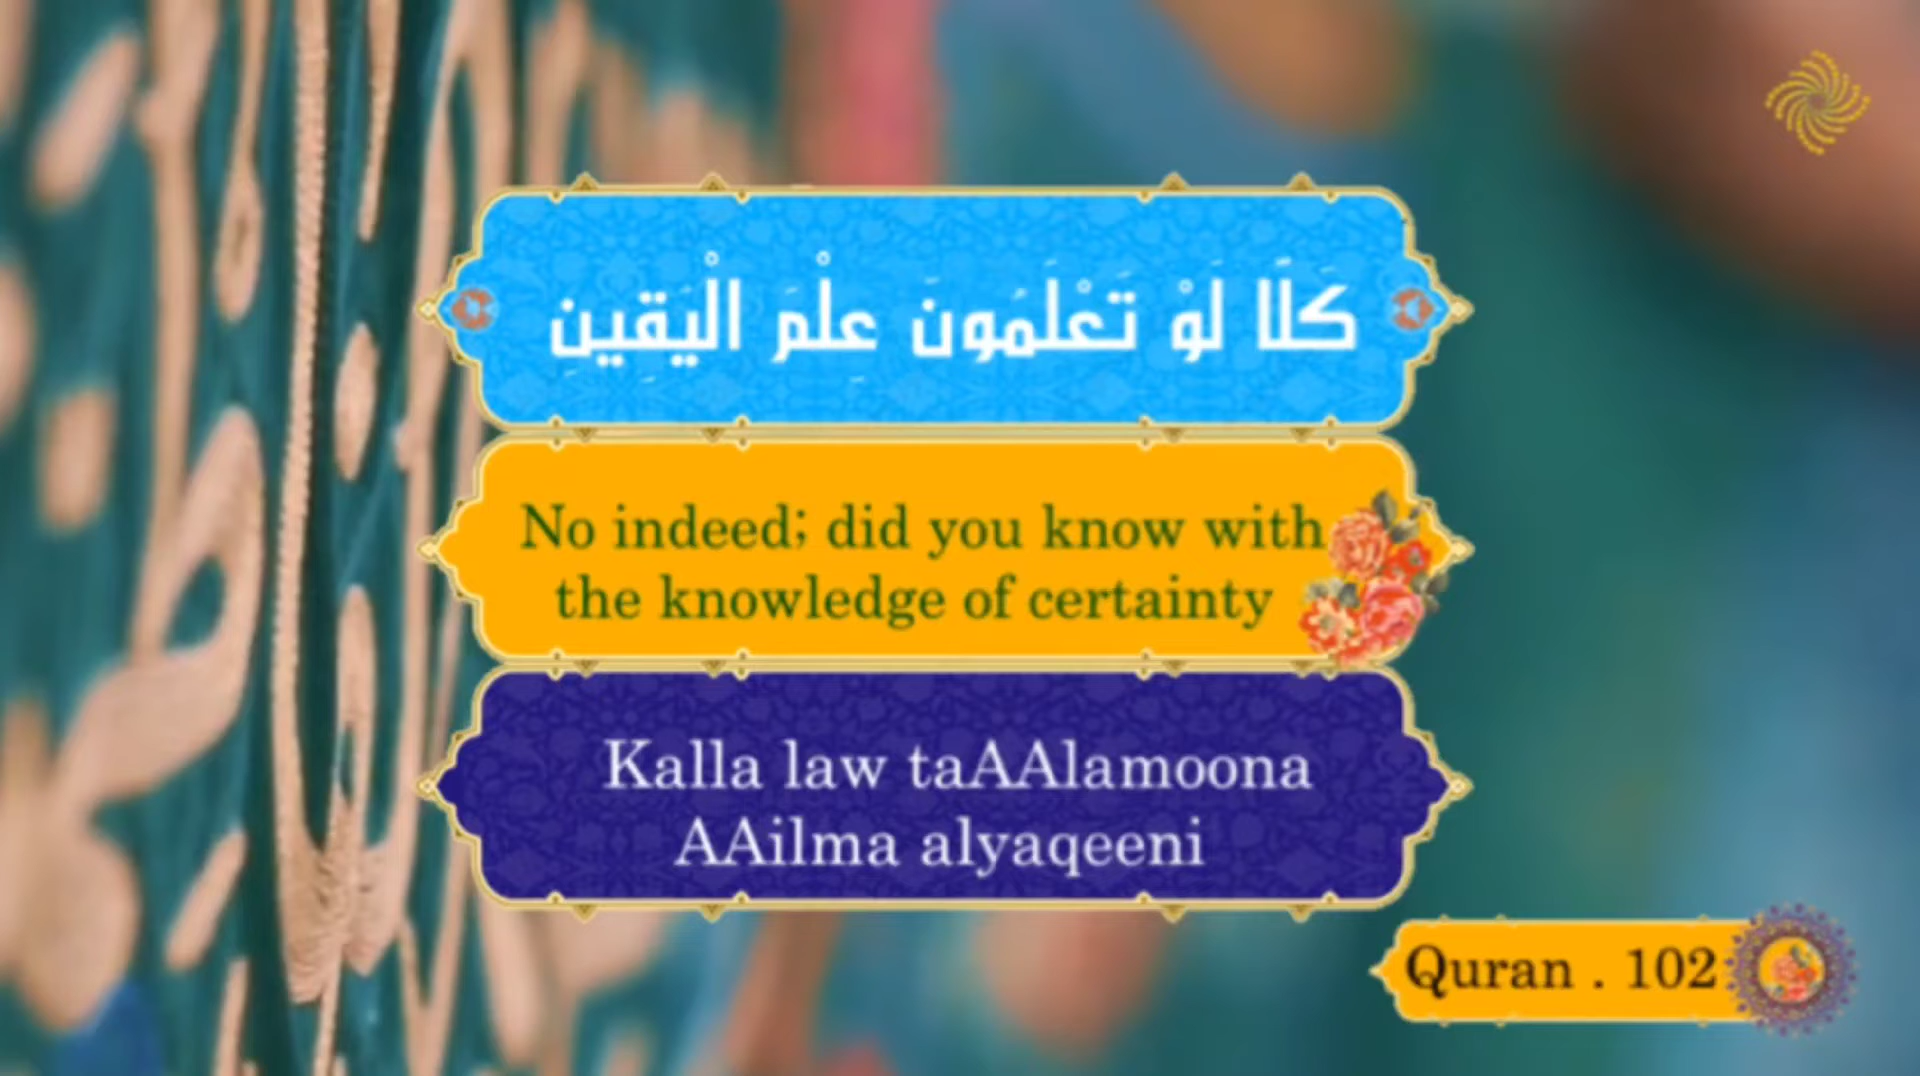 كَلَّا لَوْ تَعْلَمُونَ عِلْمَ الْيَقِينِ
No indeed; did you know with
the knowledge of certainty
Kalla law taAAlamoona
AAilma alyaqeeni
Quran . 102